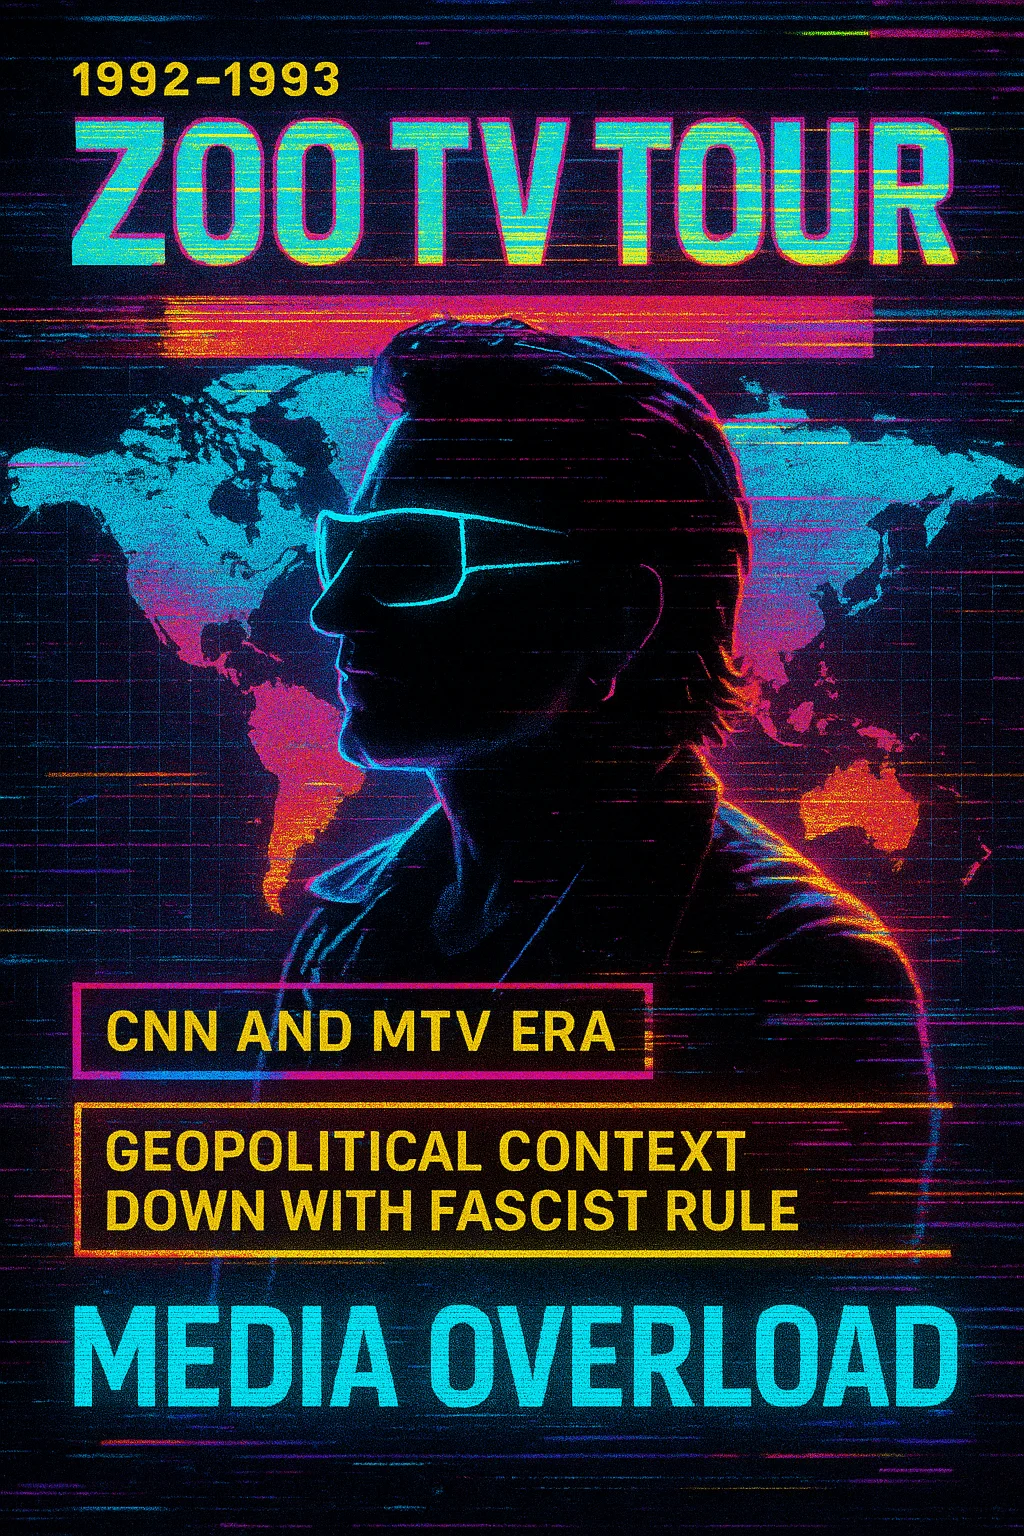 1992–1993
ZOO TV TOUR
CNN AND MTV ERA
GEOPOLITICAL CONTEXT
DOWN WITH FASCIST RULE
MEDIA OVERLOAD